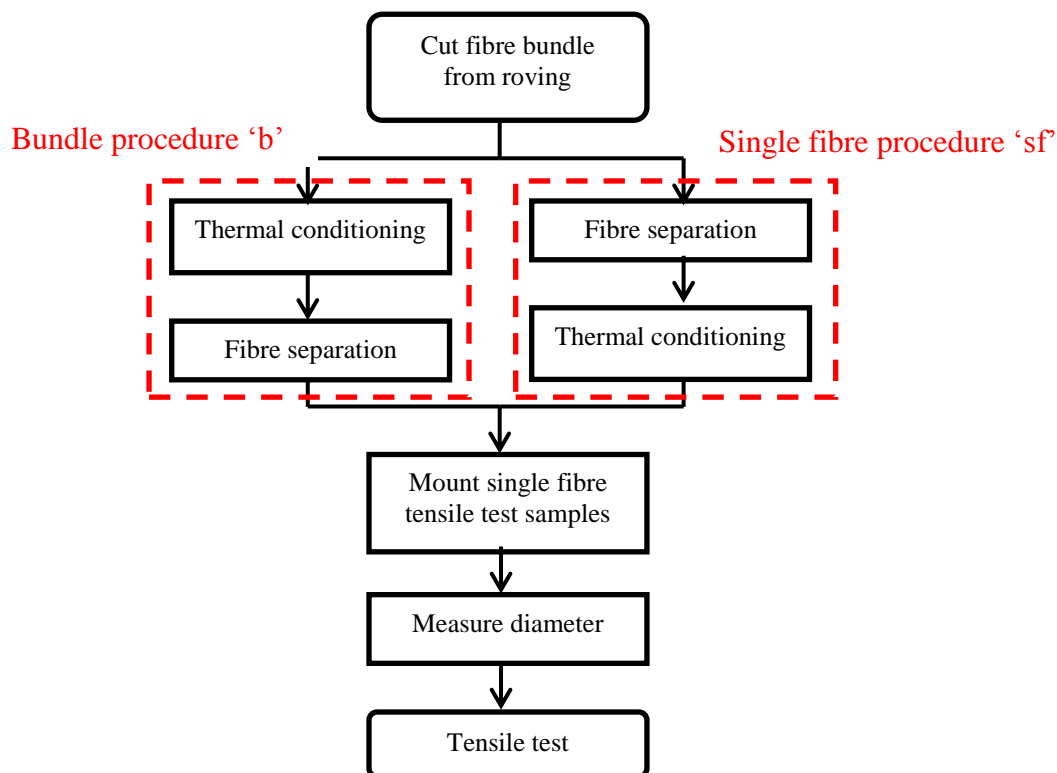 Cut fibre bundle
from roving
Bundle procedure ‘b’
Single fibre procedure ‘sf’
Thermal conditioning
Fibre separation
Fibre separation
Thermal conditioning
Mount single fibre
tensile test samples
Measure diameter
Tensile test